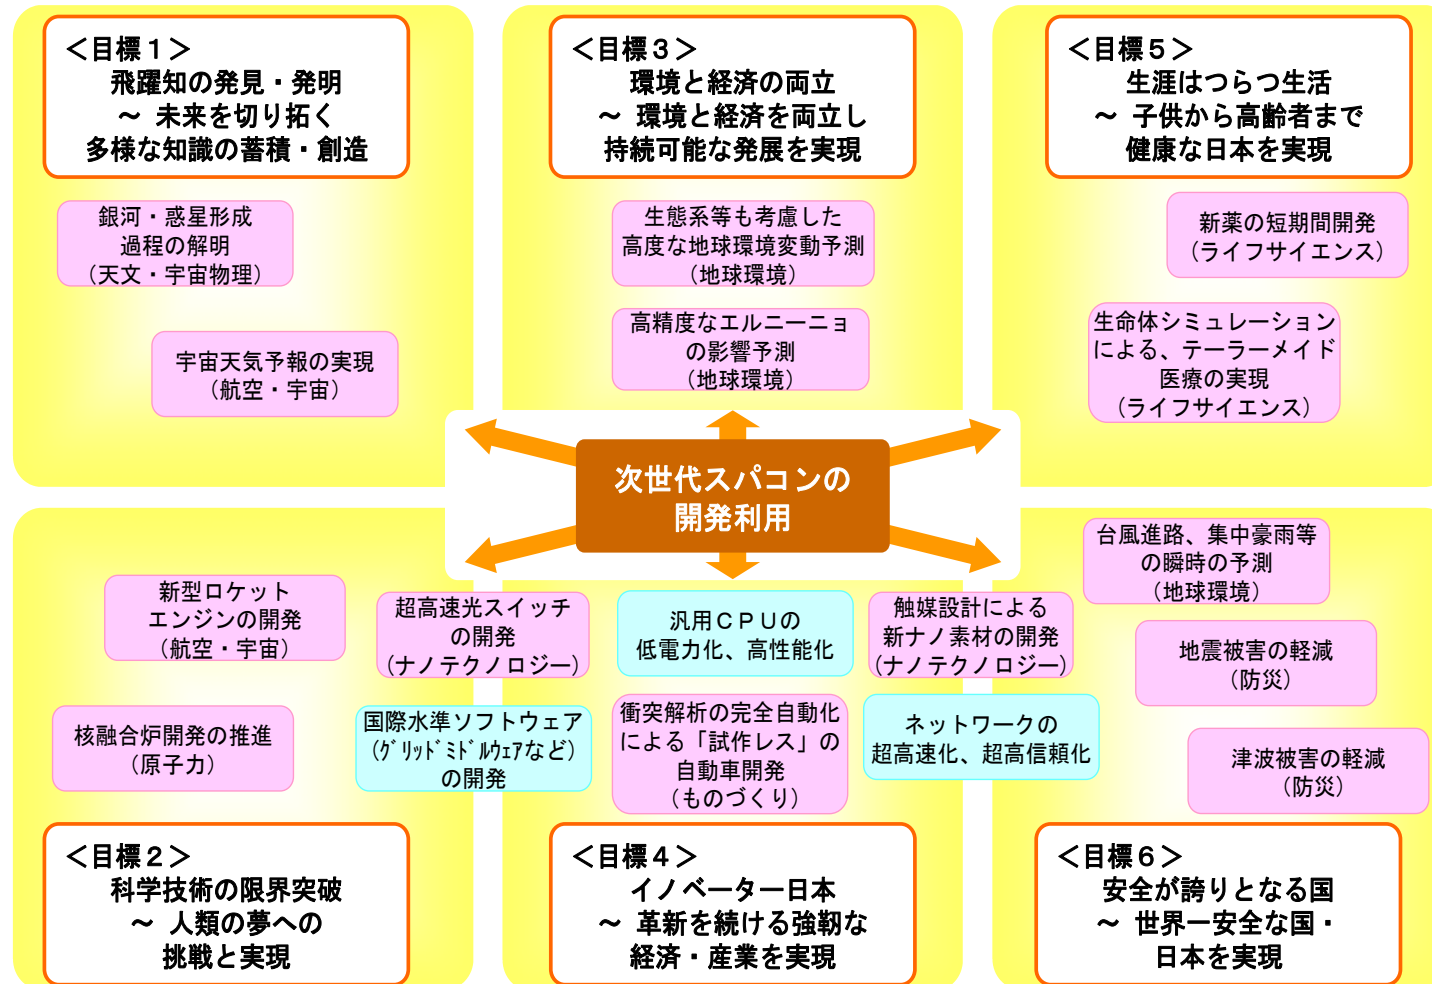 ＜目標１＞
飛躍知の発見・発明
～ 未来を切り拓く
多様な知識の蓄積・創造
銀河・惑星形成
過程の解明
（天文・宇宙物理）
宇宙天気予報の実現
（航空・宇宙）
＜目標３＞
環境と経済の両立
～ 環境と経済を両立し
持続可能な発展を実現
生態系等も考慮した
高度な地球環境変動予測
（地球環境）
高精度なエルニーニョ
の影響予測
（地球環境）
＜目標５＞
生涯はつらつ生活
～ 子供から高齢者まで
健康な日本を実現
新薬の短期間開発
（ライフサイエンス）
生命体シミュレーション
による、テーラーメイド
医療の実現
（ライフサイエンス）
次世代スパコンの
開発利用
新型ロケット
エンジンの開発
（航空・宇宙）
超高速光スイッチ
の開発
（ナノテクノロジー）
核融合炉開発の推進
（原子力）
国際水準ソフトウェア
（ｸﾞﾘｯﾄﾞﾐﾄﾞﾙｳｪｱなど）
の開発
＜目標２＞
科学技術の限界突破
～ 人類の夢への
挑戦と実現
汎用ＣＰＵの
低電力化、高性能化
衝突解析の完全自動化
による「試作レス」の
自動車開発
（ものづくり）
触媒設計による
新ナノ素材の開発
（ナノテクノロジー）
ネットワークの
超高速化、超高信頼化
＜目標４＞
イノベーター日本
～ 革新を続ける強靭な
経済・産業を実現
台風進路、集中豪雨等
の瞬時の予測
（地球環境）
地震被害の軽減
（防災）
津波被害の軽減
（防災）
＜目標６＞
安全が誇りとなる国
～ 世界一安全な国・
日本を実現